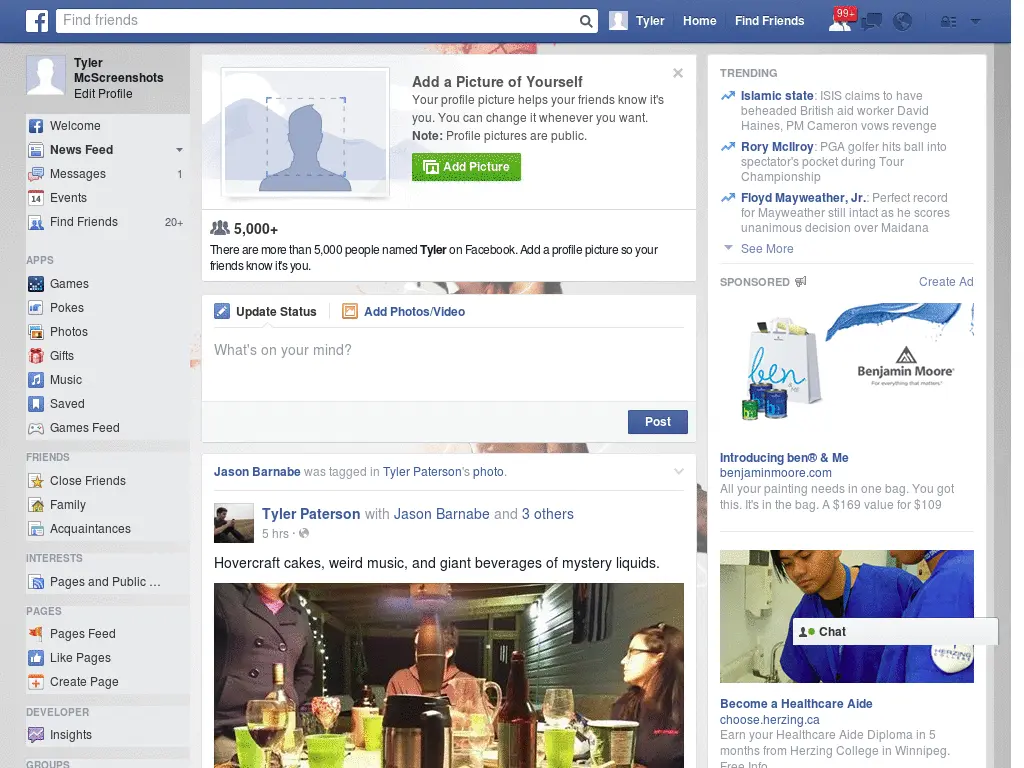 Find friends
Tyler
Home
Find Friends
99+
Tyler
McScreenshots
Edit Profile
Welcome
News Feed
Messages
1
Events
14
Find Friends
20+
APPS
Games
Pokes
Photos
Gifts
Music
Saved
Games Feed
FRIENDS
Close Friends
Family
Acquaintances
INTERESTS
Pages and Public ...
PAGES
Pages Feed
Like Pages
Create Page
DEVELOPER
Insights
GROUPS
Add a Picture of Yourself
Your profile picture helps your friends know it's
you. You can change it whenever you want.
Note: Profile pictures are public.
Add Picture
5,000+
There are more than 5,000 people named Tyler on Facebook. Add a profile picture so your
friends know it's you.
Update Status
Add Photos/Video
What's on your mind?
Post
Jason Barnabe was tagged in Tyler Paterson's photo.
Tyler Paterson with Jason Barnabe and 3 others
5 hrs ·
Hovercraft cakes, weird music, and giant beverages of mystery liquids.
TRENDING
Islamic state: ISIS claims to have
beheaded British aid worker David
Haines, PM Cameron vows revenge
Rory McIlroy: PGA golfer hits ball into
spectator's pocket during Tour
Championship
Floyd Mayweather, Jr.: Perfect record
for Mayweather still intact as he scores
unanimous decision over Maidana
See More
SPONSORED
Create Ad
ben
Benjamin Moore
For everything that matters.
Introducing ben® & Me
benjaminmoore.com
All your painting needs in one bag. You got
this. It's in the bag. A $169 value for $109
Chat
HERZING
COLLEGE
Become a Healthcare Aide
choose.herzing.ca
Earn your Healthcare Aide Diploma in 5
months from Herzing College in Winnipeg.
Free Info